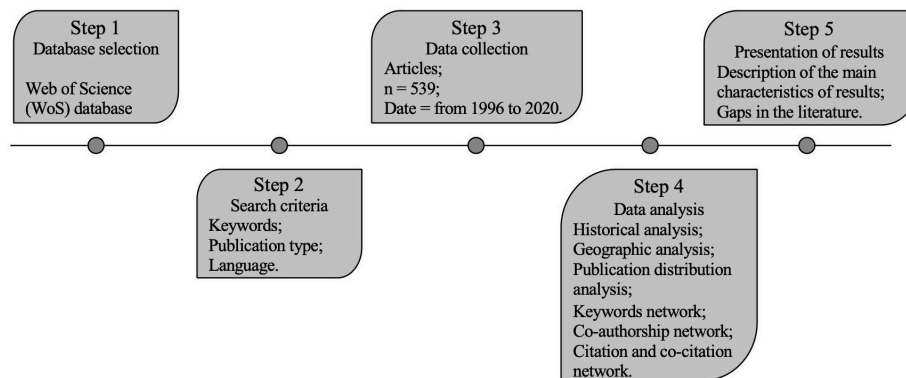 Step 1
Database selection
Web of Science
(WoS) database
Step 2
Search criteria
Keywords;
Publication type;
Language.
Step 3
Data collection
Articles;
n = 539;
Date = from 1996 to 2020.
Step 4
Data analysis
Historical analysis;
Geographic analysis;
Publication distribution
analysis;
Keywords network;
Co-authorship network;
Citation and co-citation
network.
Step 5
Presentation of results
Description of the main
characteristics of results;
Gaps in the literature.